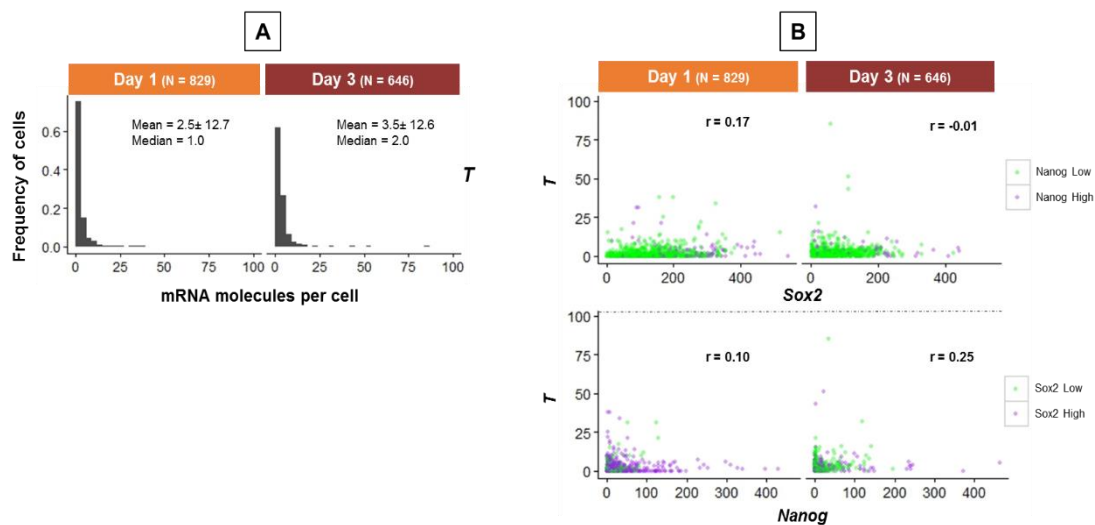 A
Day 1 (N = 829)
Day 3 (N = 646)
Frequency of cells
0.6
0.4
0.2
0.0
Mean = 2.5± 12.7
Median = 1.0
Mean = 3.5± 12.6
Median = 2.0
T
0 25 50 75 100
0 25 50 75 100
mRNA molecules per cell
B
Day 1 (N = 829)
Day 3 (N = 646)
T
100
75
50
25
0
r = 0.17
r = -0.01
Nanog Low
Nanog High
0 200 400
0 200 400
Sox2
T
100
75
50
25
0
r = 0.10
r = 0.25
Sox2 Low
Sox2 High
0 100 200 300 400
0 100 200 300 400
Nanog